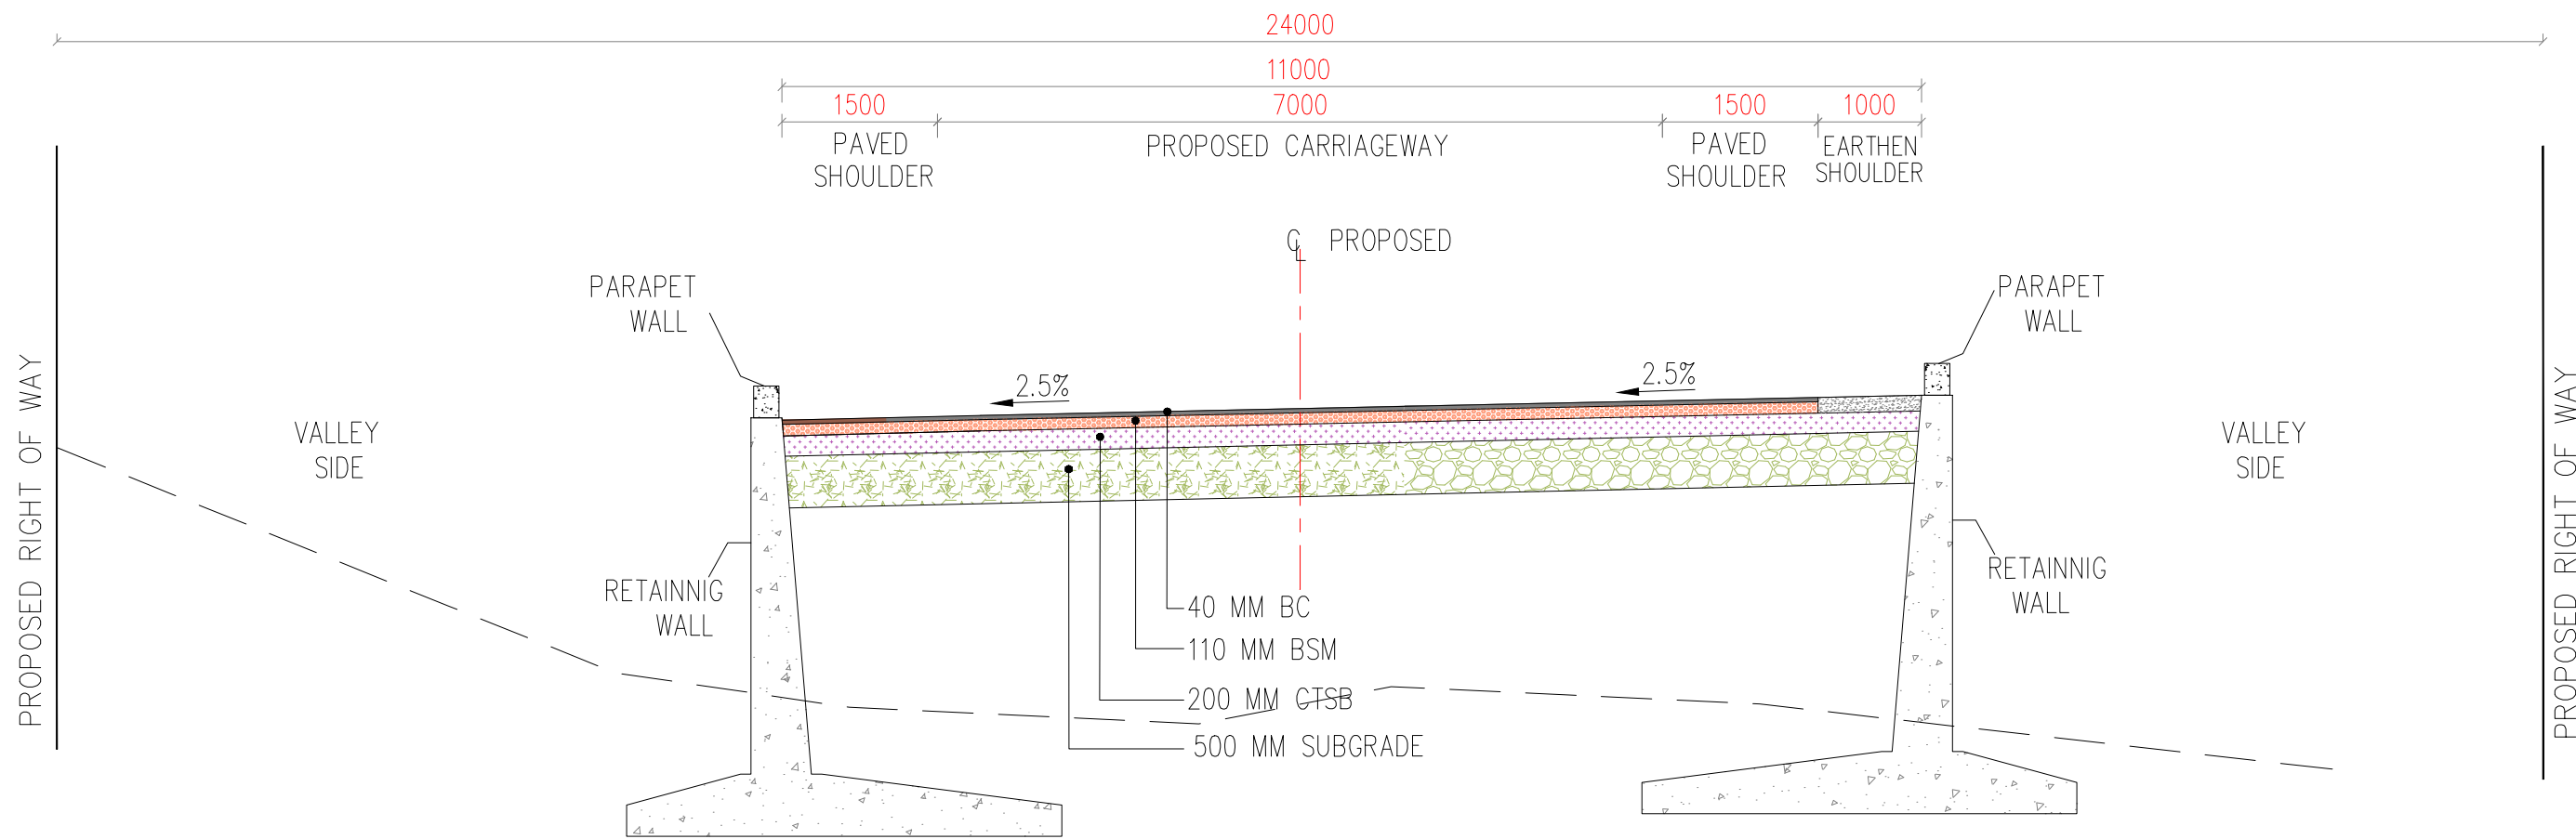 24000
11000
1500
7000
1500
1000
PAVED
SHOULDER
PROPOSED CARRIAGEWAY
PAVED
SHOULDER
EARTHEN
SHOULDER
℄ PROPOSED
PARAPET
WALL
PARAPET
WALL
2.5%
2.5%
PROPOSED RIGHT OF WAY
VALLEY
SIDE
VALLEY
SIDE
PROPOSED RIGHT OF WAY
RETAINNIG
WALL
RETAINNIG
WALL
40 MM BC
110 MM BSM
200 MM CTSB
500 MM SUBGRADE